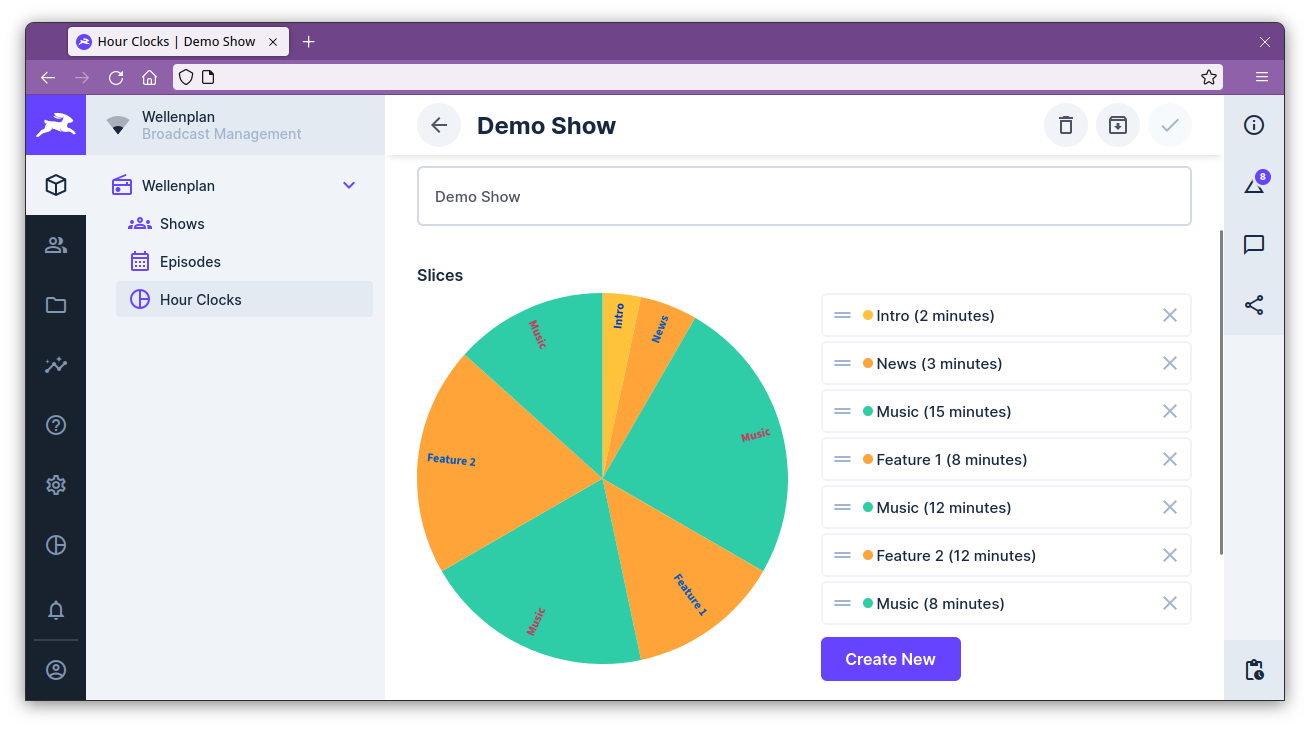 Hour Clocks | Demo Show
Wellenplan
Broadcast Management
Wellenplan
Shows
Episodes
Hour Clocks
Demo Show
8
Demo Show
Slices
Intro
News
Music
Feature 1
Music
Feature 2
Music
Intro (2 minutes)
News (3 minutes)
Music (15 minutes)
Feature 1 (8 minutes)
Music (12 minutes)
Feature 2 (12 minutes)
Music (8 minutes)
Create New